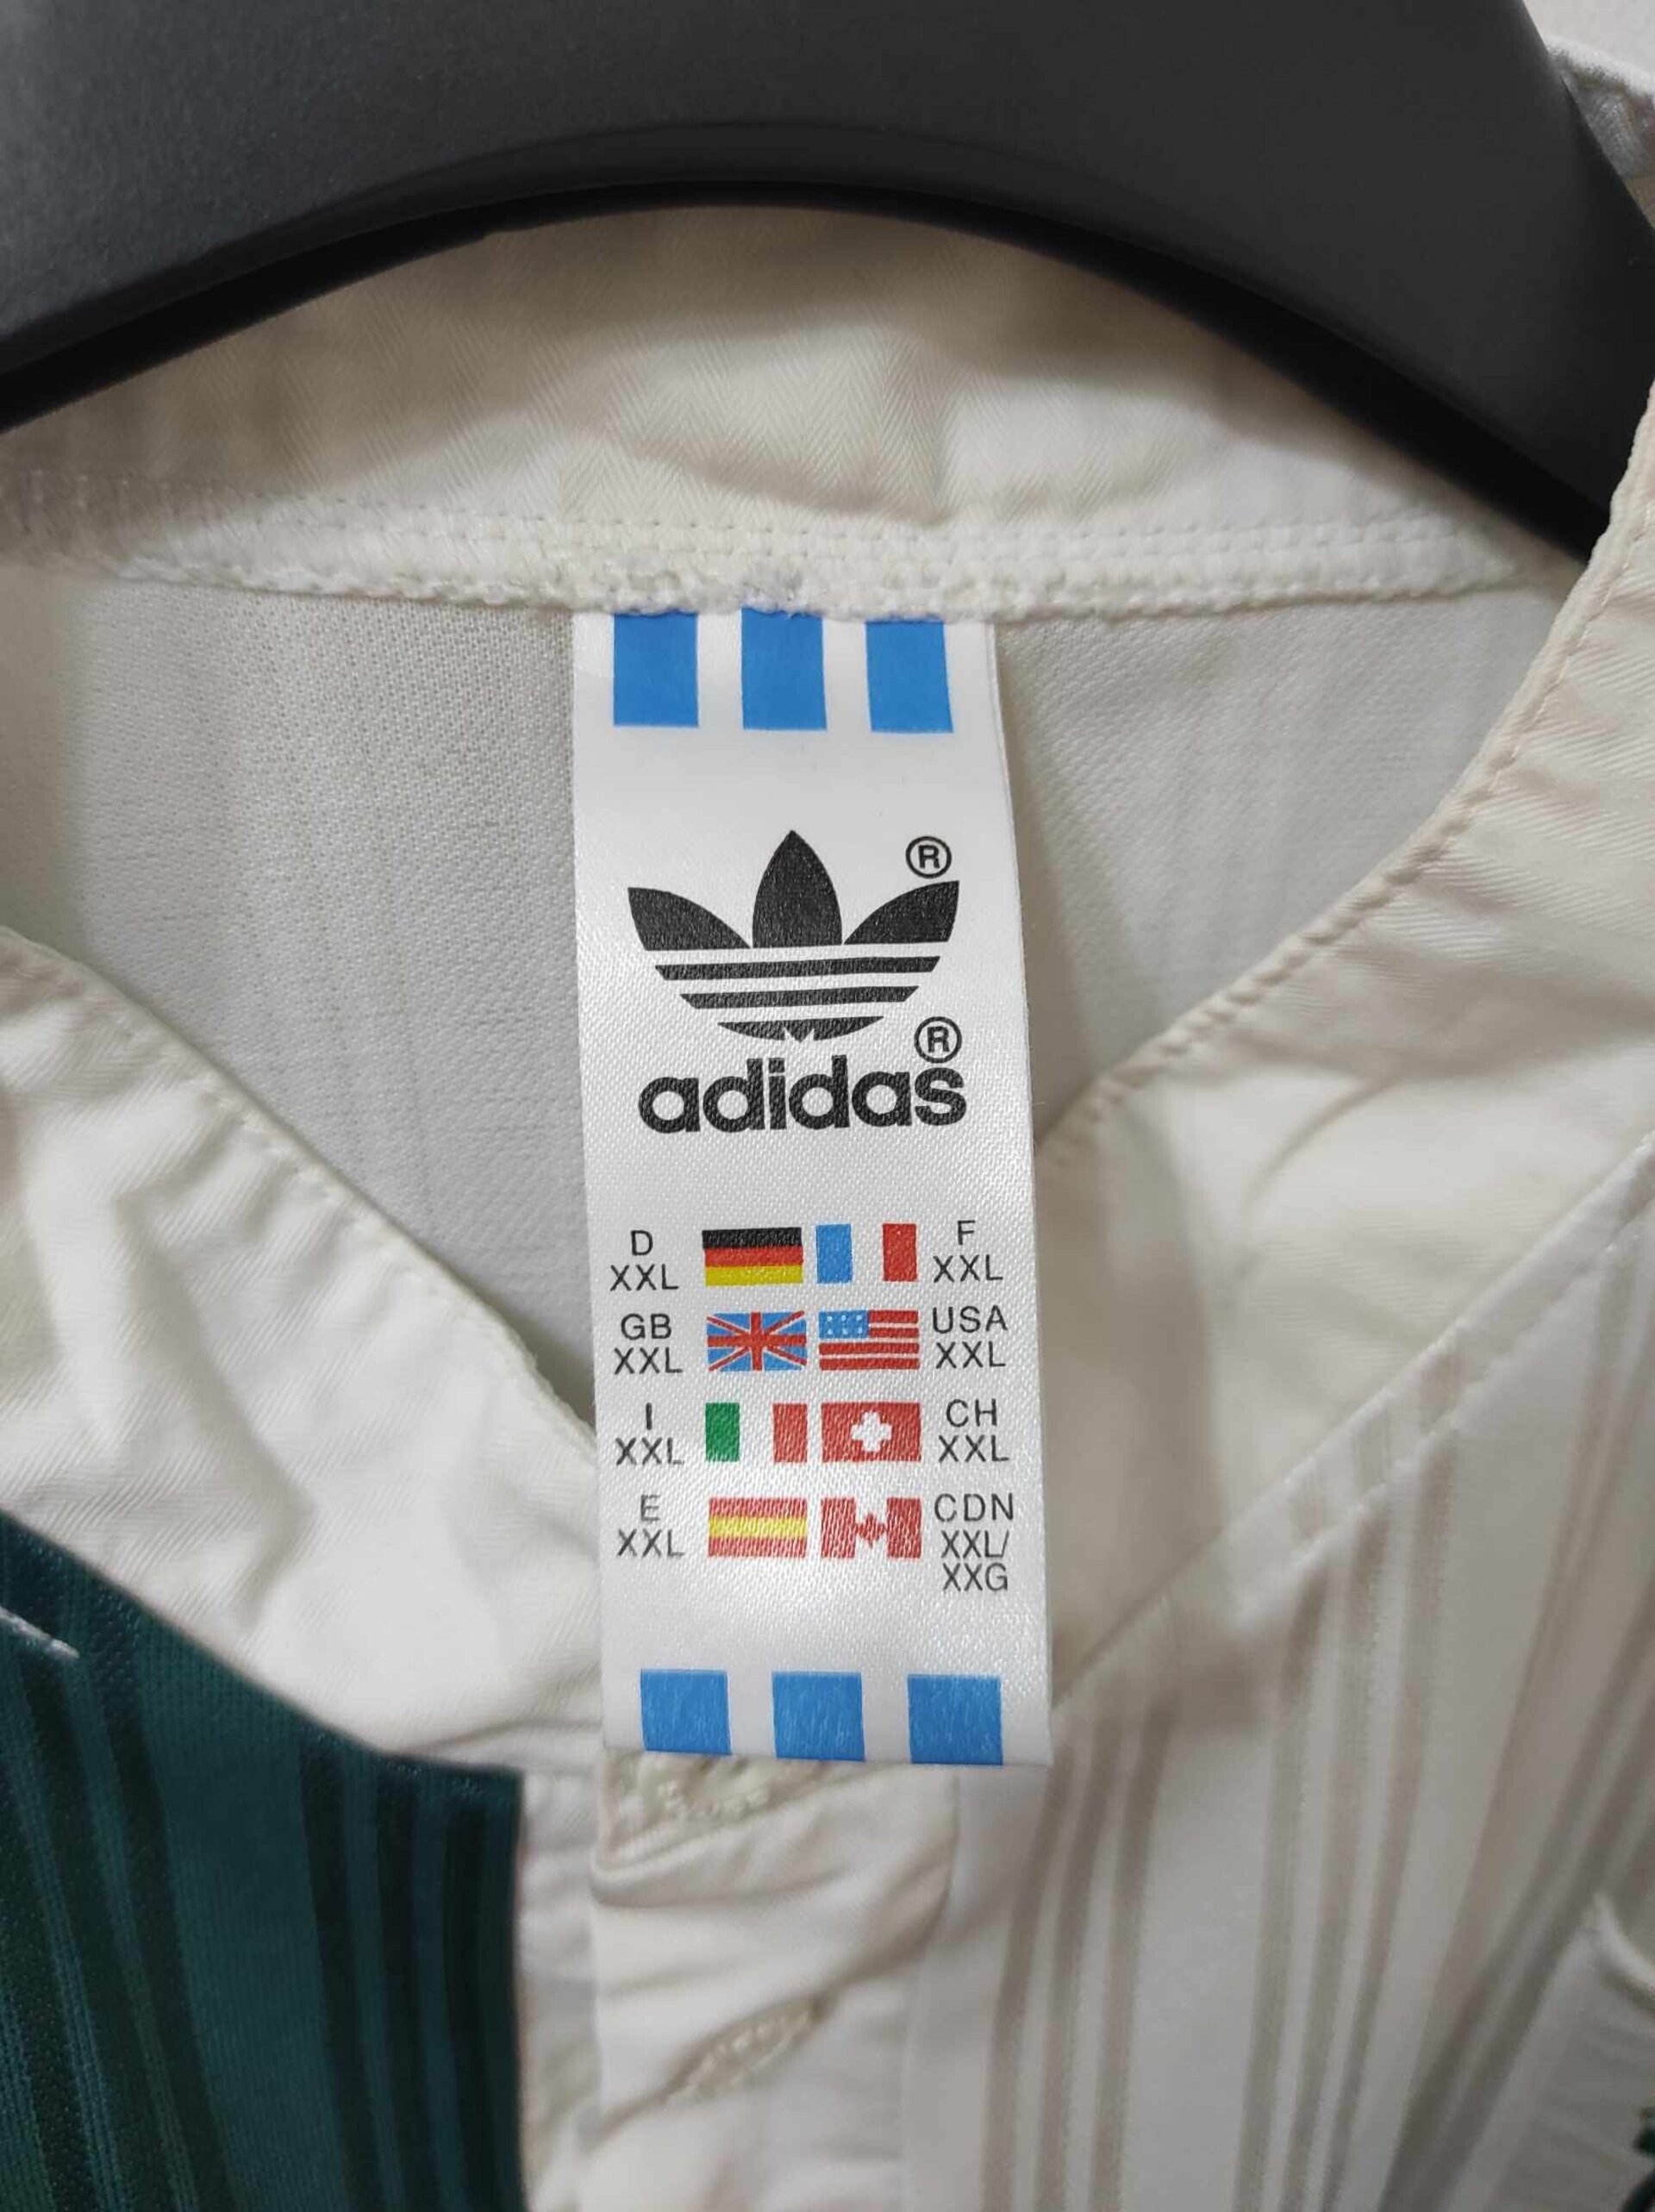 ®
®
adidas
D F
XXL XXL
GB USA
XXL XXL
I CH
XXL XXL
E CDN
XXL XXL/
XXG